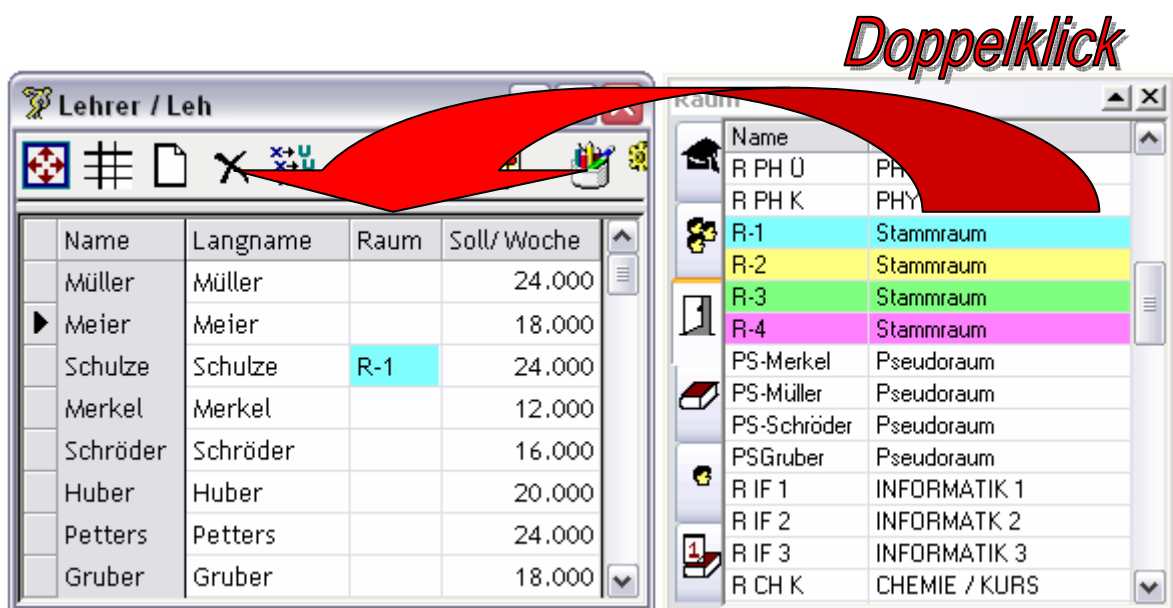 Doppelklick
Lehrer / Leh
Name Langname Raum Soll/Woche
Müller Müller 24.000
Meier Meier 18.000
Schulze Schulze R-1 24.000
Merkel Merkel 12.000
Schröder Schröder 16.000
Huber Huber 20.000
Petters Petters 24.000
Gruber Gruber 18.000
Raum
Name
R PH Ü PH
R PH K PHY
R-1 Stammraum
R-2 Stammraum
R-3 Stammraum
R-4 Stammraum
PS-Merkel Pseudoraum
PS-Müller Pseudoraum
PS-Schröder Pseudoraum
PSGruber Pseudoraum
R IF 1 INFORMATIK 1
R IF 2 INFORMATK 2
R IF 3 INFORMATIK 3
R CH K CHEMIE / KURS